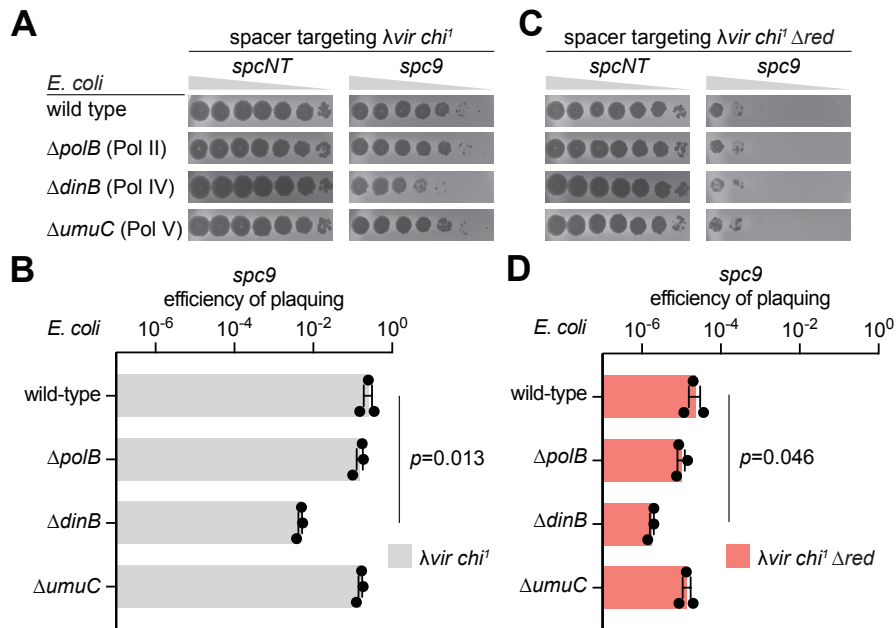 A
spacer targeting λvir chi¹
spcNT spc9
E. coli
wild type
ΔpolB (Pol II)
ΔdinB (Pol IV)
ΔumuC (Pol V)
C
spacer targeting λvir chi¹ Δred
spcNT spc9
B
spc9
efficiency of plaquing
E. coli 10⁻⁶ 10⁻⁴ 10⁻² 10⁰
wild-type
ΔpolB
ΔdinB
ΔumuC
p=0.013
λvir chi¹
D
spc9
efficiency of plaquing
E. coli 10⁻⁶ 10⁻⁴ 10⁻² 10⁰
wild-type
ΔpolB
ΔdinB
ΔumuC
p=0.046
λvir chi¹ Δred